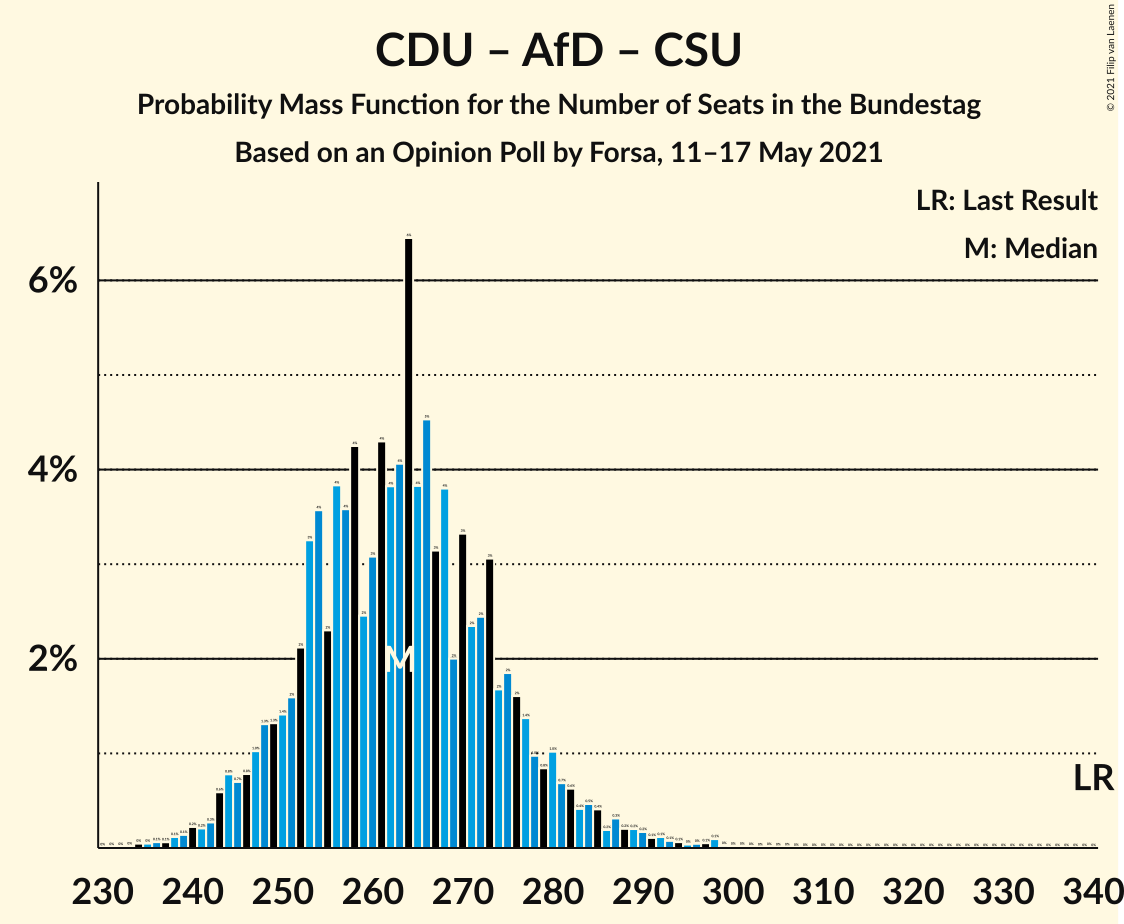 CDU – AfD – CSU
Probability Mass Function for the Number of Seats in the Bundestag
Based on an Opinion Poll by Forsa, 11–17 May 2021
© 2021 Filip van Laenen
LR: Last Result
M: Median
6%
4%
2%
M
LR
230 240 250 260 270 280 290 300 310 320 330 340